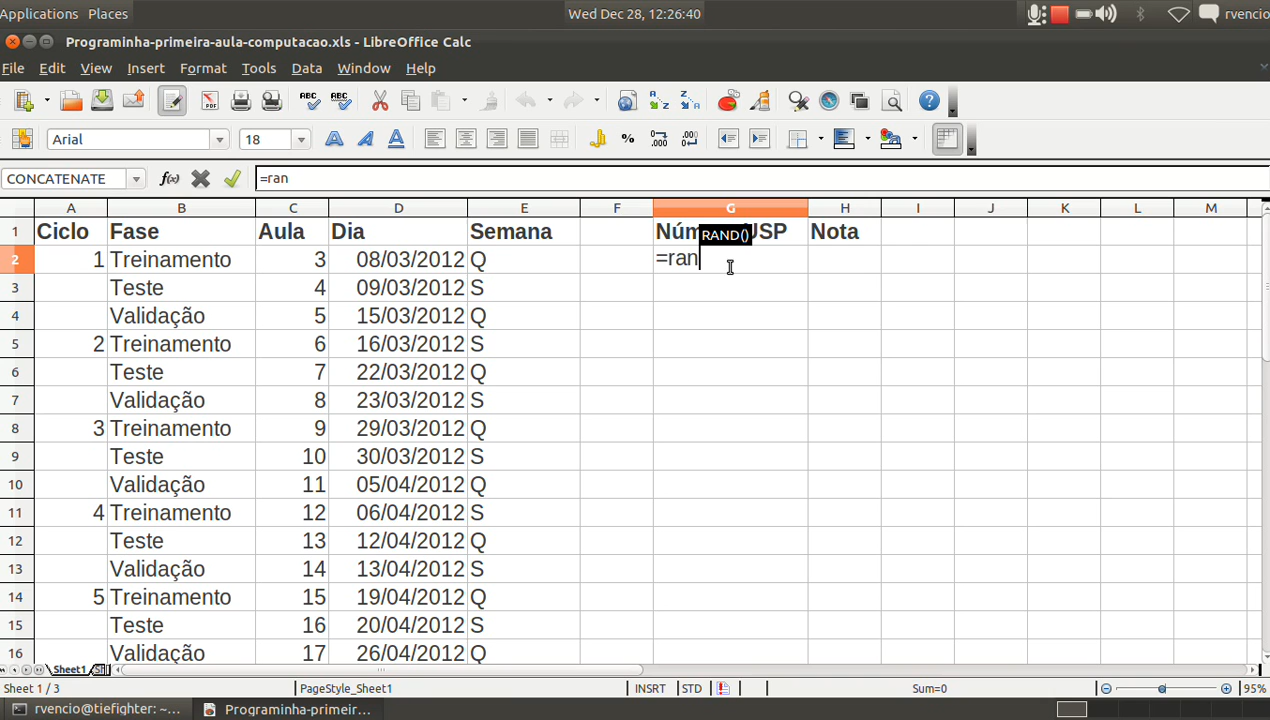 Applications Places Wed Dec 28, 12:26:40 rvencio
Programinha-primeira-aula-computacao.xls - LibreOffice Calc
File Edit View Insert Format Tools Data Window Help
Arial 18
CONCATENATE =ran
A B C D E F G H I J K L M
1 Ciclo Fase Aula Dia Semana USP Nota
RAND()
2 1 Treinamento 3 08/03/2012 Q =ran
3 Teste 4 09/03/2012 S
4 Validação 5 15/03/2012 Q
5 2 Treinamento 6 16/03/2012 S
6 Teste 7 22/03/2012 Q
7 Validação 8 23/03/2012 S
8 3 Treinamento 9 29/03/2012 Q
9 Teste 10 30/03/2012 S
10 Validação 11 05/04/2012 Q
11 4 Treinamento 12 06/04/2012 S
12 Teste 13 12/04/2012 Q
13 Validação 14 13/04/2012 S
14 5 Treinamento 15 19/04/2012 Q
15 Teste 16 20/04/2012 S
16 Validação 17 26/04/2012 Q
Sheet1
Sheet 1 / 3 PageStyle_Sheet1 INSRT STD Sum=0 95%
rvencio@tiefighter: ~... Programinha-primeir...